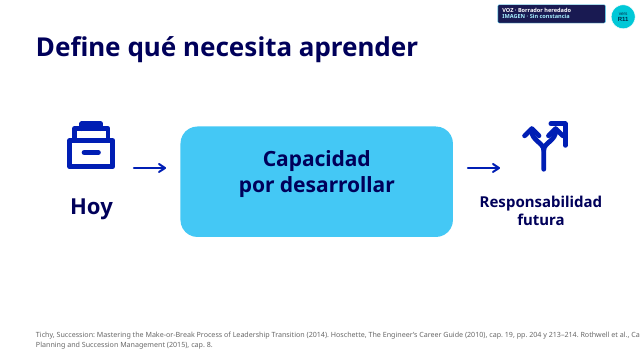 VOZ · Borrador heredado
IMAGEN · Sin constancia
R11
Define qué necesita aprender
Capacidad
por desarrollar
Hoy
Responsabilidad
futura
Tichy, Succession: Mastering the Make-or-Break Process of Leadership Transition (2014). Hoschette, The Engineer's Career Guide (2010), cap. 19, pp. 204 y 213–214. Rothwell et al., Ca
Planning and Succession Management (2015), cap. 8.